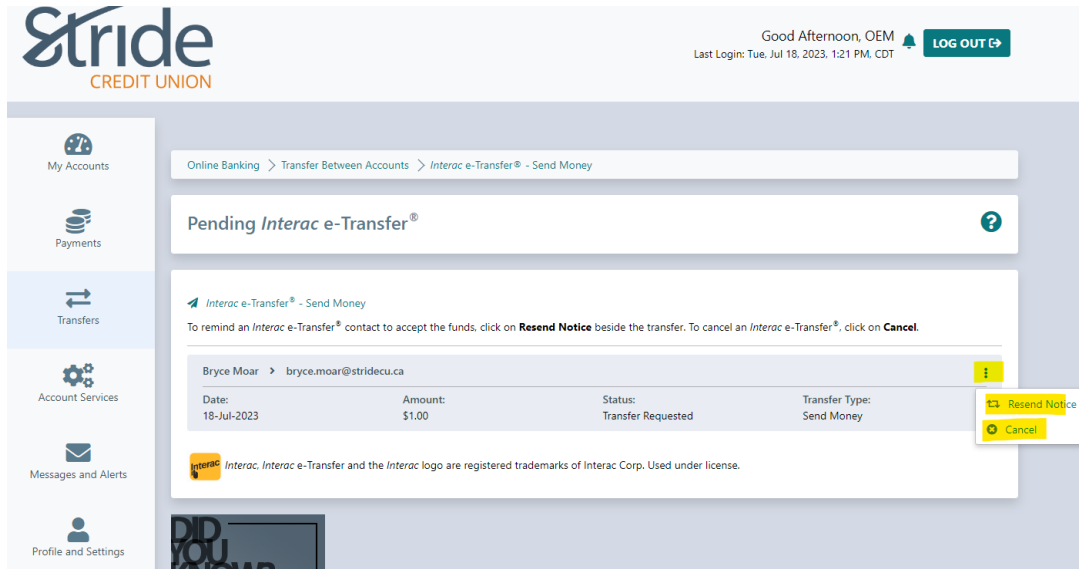 Stride
CREDIT UNION
Good Afternoon, OEM
Last Login: Tue, Jul 18, 2023, 1:21 PM, CDT
LOG OUT
My Accounts
Payments
Transfers
Account Services
Messages and Alerts
Profile and Settings
Online Banking > Transfer Between Accounts > Interac e-Transfer® - Send Money
Pending Interac e-Transfer®
?
Interac e-Transfer® - Send Money
To remind an Interac e-Transfer® contact to accept the funds, click on Resend Notice beside the transfer. To cancel an Interac e-Transfer®, click on Cancel.
Bryce Moar > bryce.moar@stridecu.ca
Date: Amount: Status: Transfer Type:
18-Jul-2023 $1.00 Transfer Requested Send Money
Resend Notice
Cancel
Interac
Interac, Interac e-Transfer and the Interac logo are registered trademarks of Interac Corp. Used under license.
DID
YOU
KNOW?